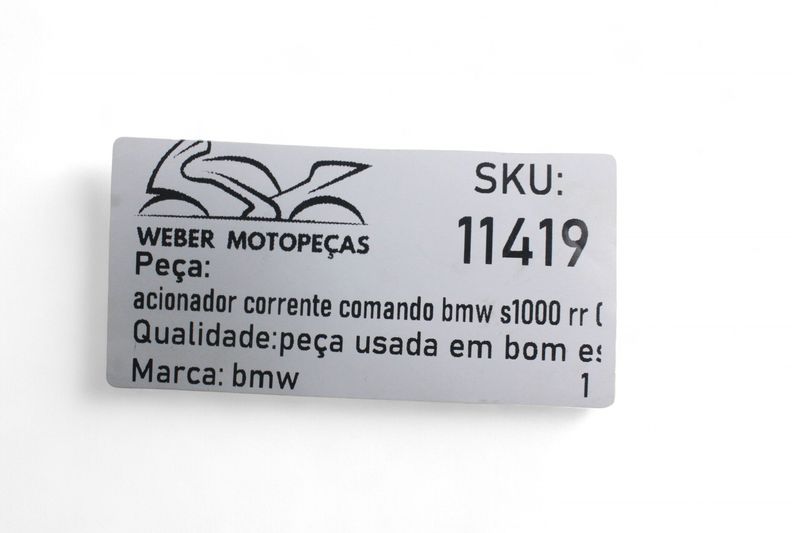 WEBER MOTOPEÇAS
SKU:
11419
Peça:
acionador corrente comando bmw s1000 rr
Qualidade:peça usada em bom
Marca: bmw
1